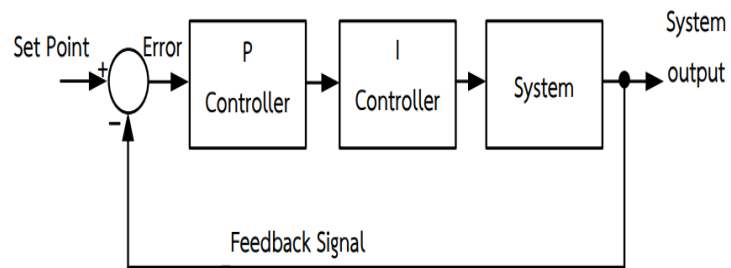 Set Point
+
−
Error
P
Controller
I
Controller
System
System
output
Feedback Signal